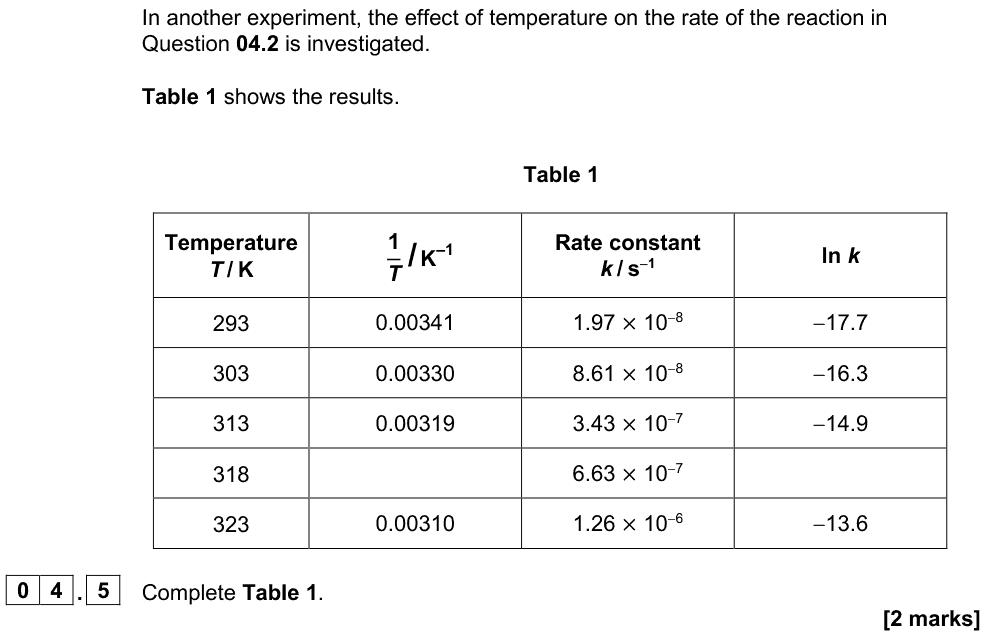 In another experiment, the effect of temperature on the rate of the reaction in
Question 04.2 is investigated.
Table 1 shows the results.
Table 1
Temperature T / K | 1/T / K⁻¹ | Rate constant k / s⁻¹ | ln k
293 | 0.00341 | 1.97 × 10⁻⁸ | −17.7
303 | 0.00330 | 8.61 × 10⁻⁸ | −16.3
313 | 0.00319 | 3.43 × 10⁻⁷ | −14.9
318 | | 6.63 × 10⁻⁷ |
323 | 0.00310 | 1.26 × 10⁻⁶ | −13.6
0 4 . 5 Complete Table 1.
[2 marks]